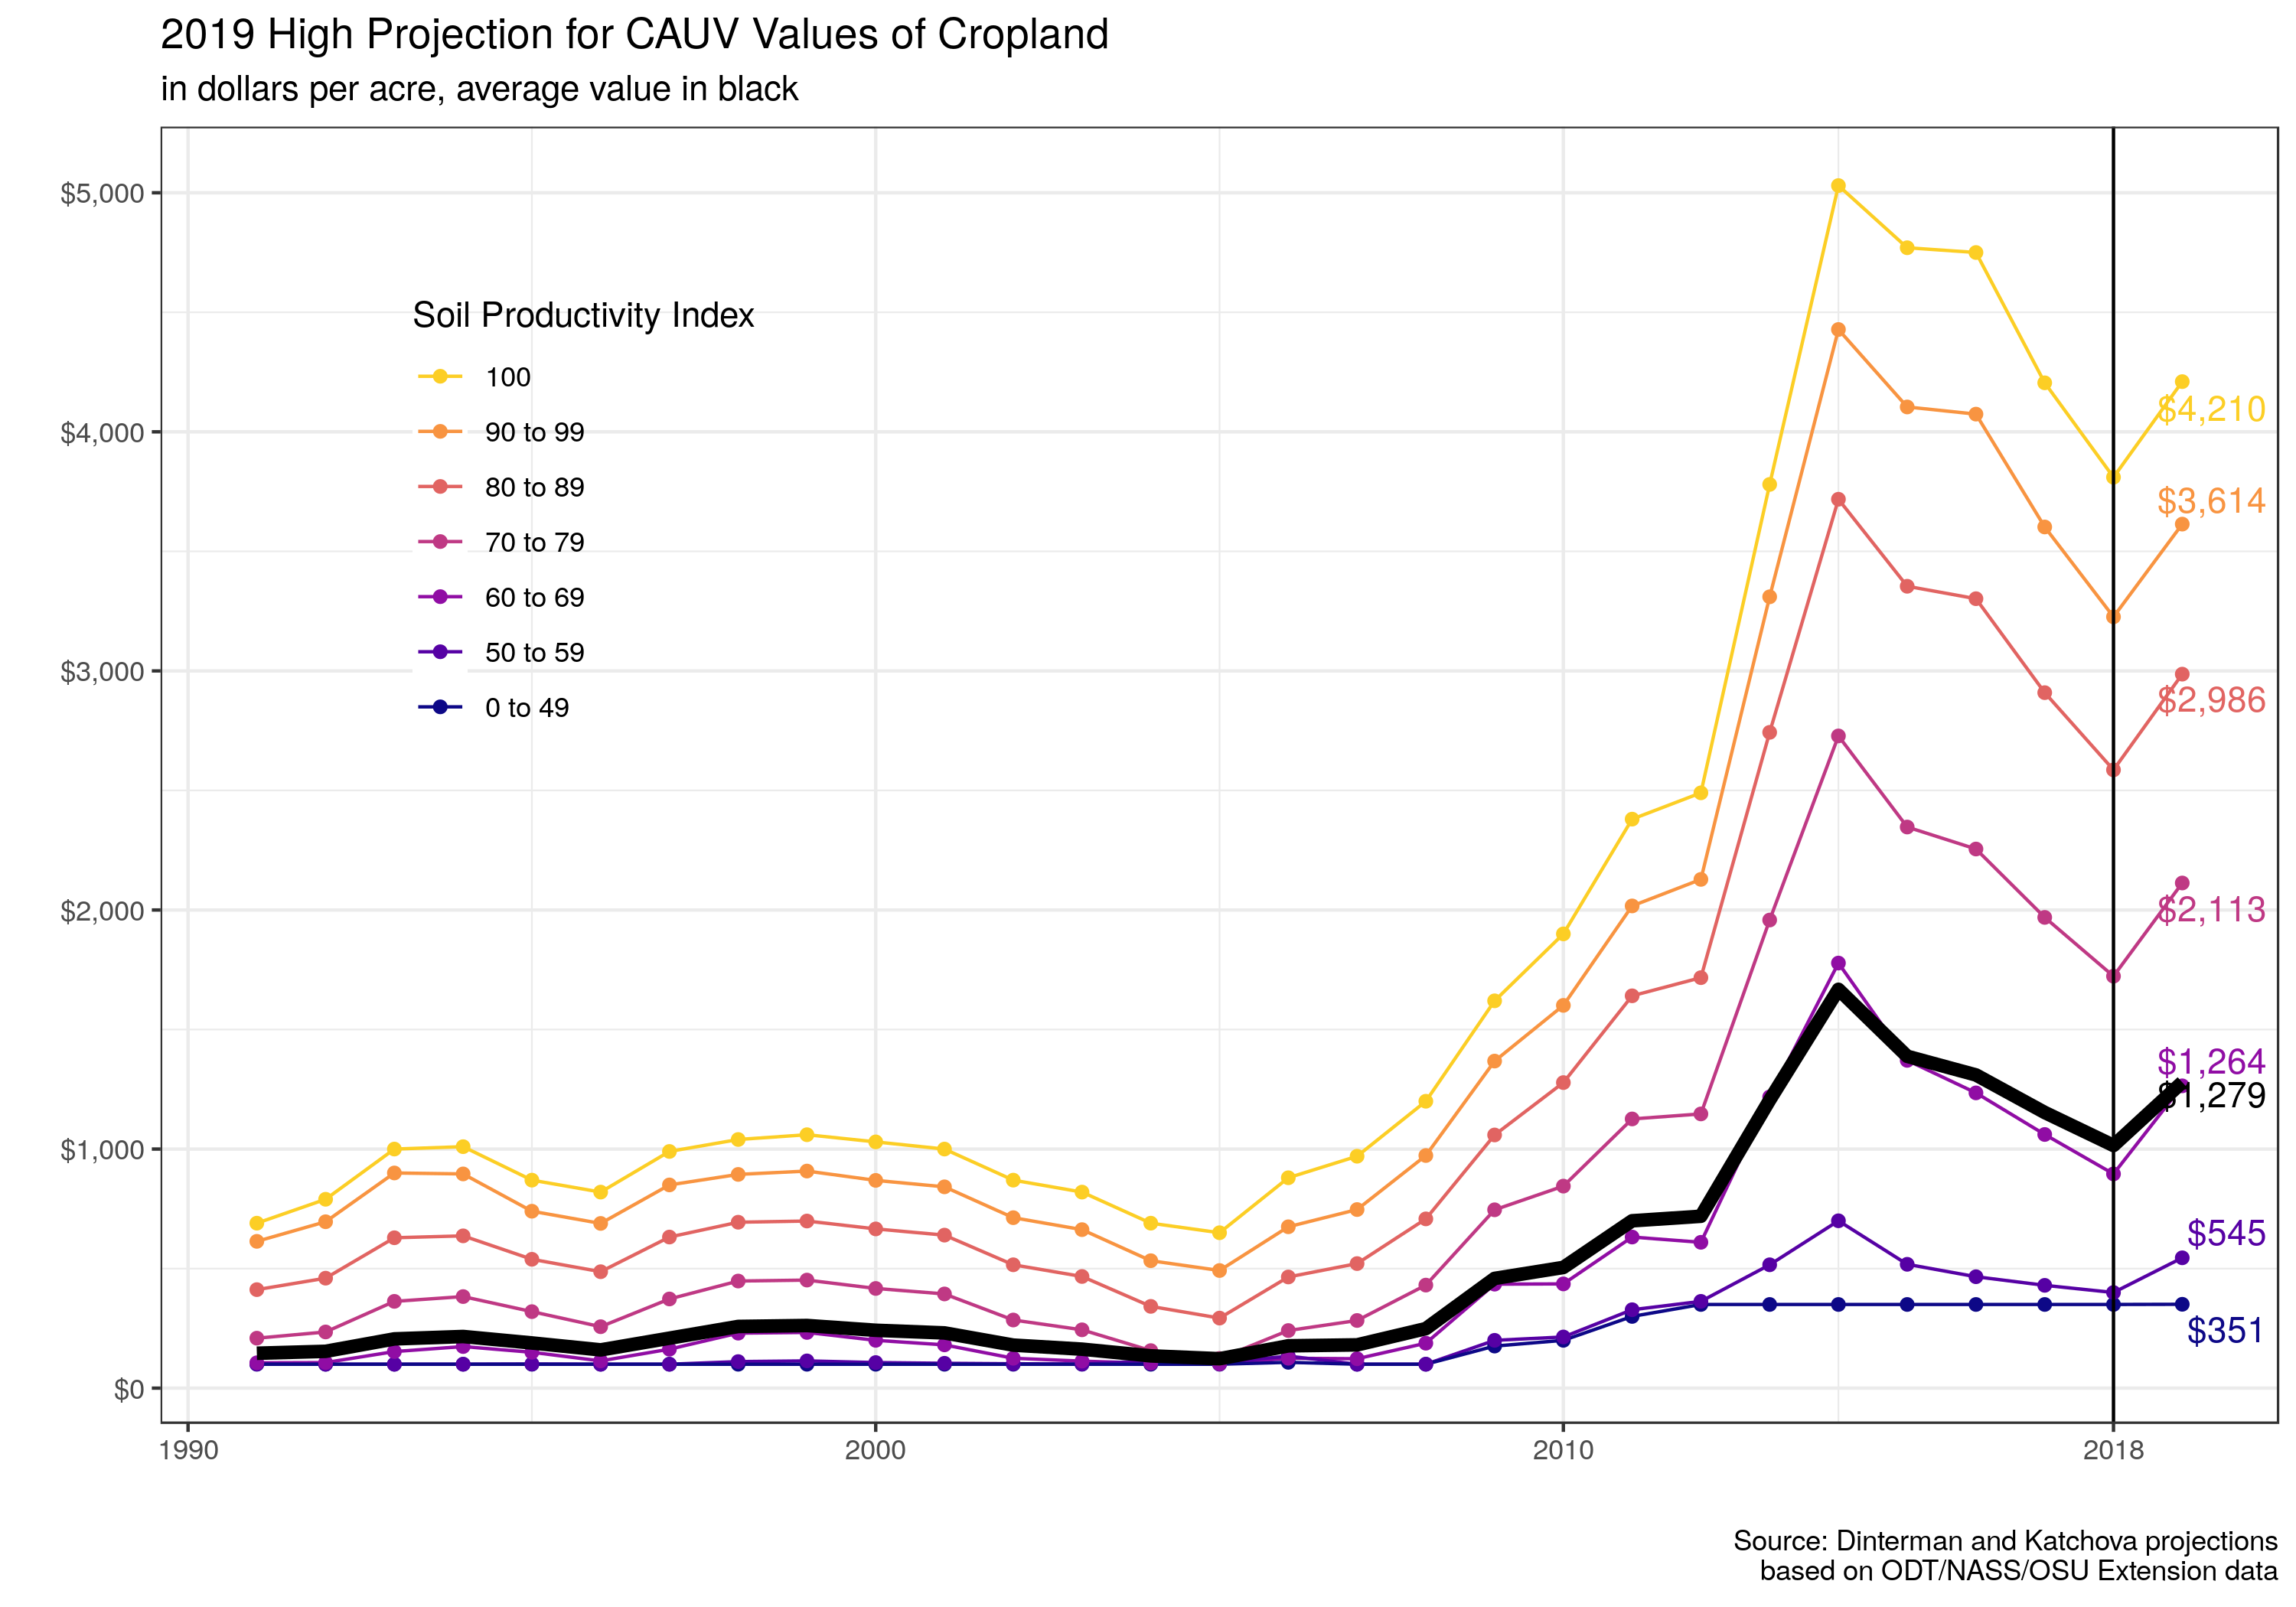 2019 High Projection for CAUV Values of Cropland
in dollars per acre, average value in black
$5,000
$4,000
$3,000
$2,000
$1,000
$0
Soil Productivity Index
100
90 to 99
80 to 89
70 to 79
60 to 69
50 to 59
0 to 49
$4,210
$3,614
$2,986
$2,113
$1,264
$1,279
$545
$351
1990
2000
2010
2018
Source: Dinterman and Katchova projections
based on ODT/NASS/OSU Extension data